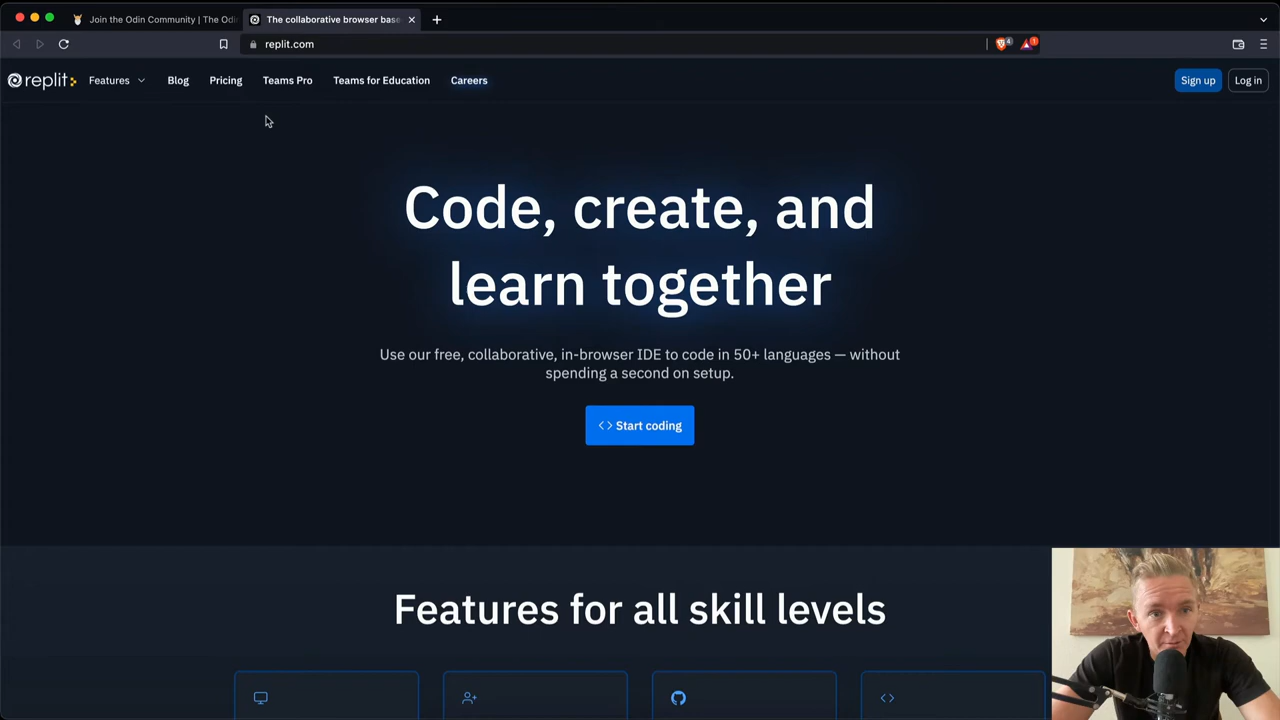 Join the Odin Community | The Odi
The collaborative browser base
replit.com
4
1
replit
Features
Blog
Pricing
Teams Pro
Teams for Education
Careers
Sign up
Log in
Code, create, and
learn together
Use our free, collaborative, in-browser IDE to code in 50+ languages — without
spending a second on setup.
<> Start coding
Features for all skill levels